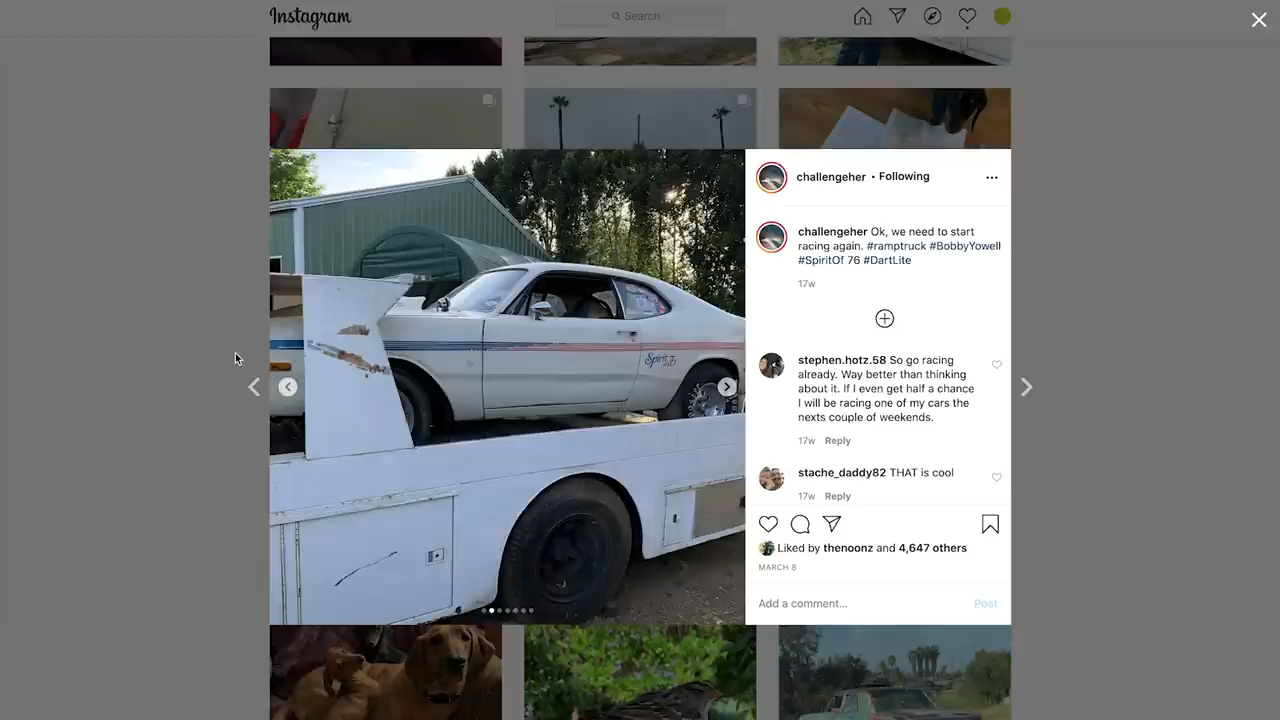 Instagram
Search
challengeher • Following
challengeher Ok, we need to start
racing again. #ramptruck #BobbyYowell
#SpiritOf 76 #DartLite
17w
stephen.hotz.58 So go racing
already. Way better than thinking
about it. If I even get half a chance
I will be racing one of my cars the
nexts couple of weekends.
17w Reply
stache_daddy82 THAT is cool
17w Reply
Spirit
of 76
Liked by thenoonz and 4,647 others
MARCH 8
Add a comment... Post